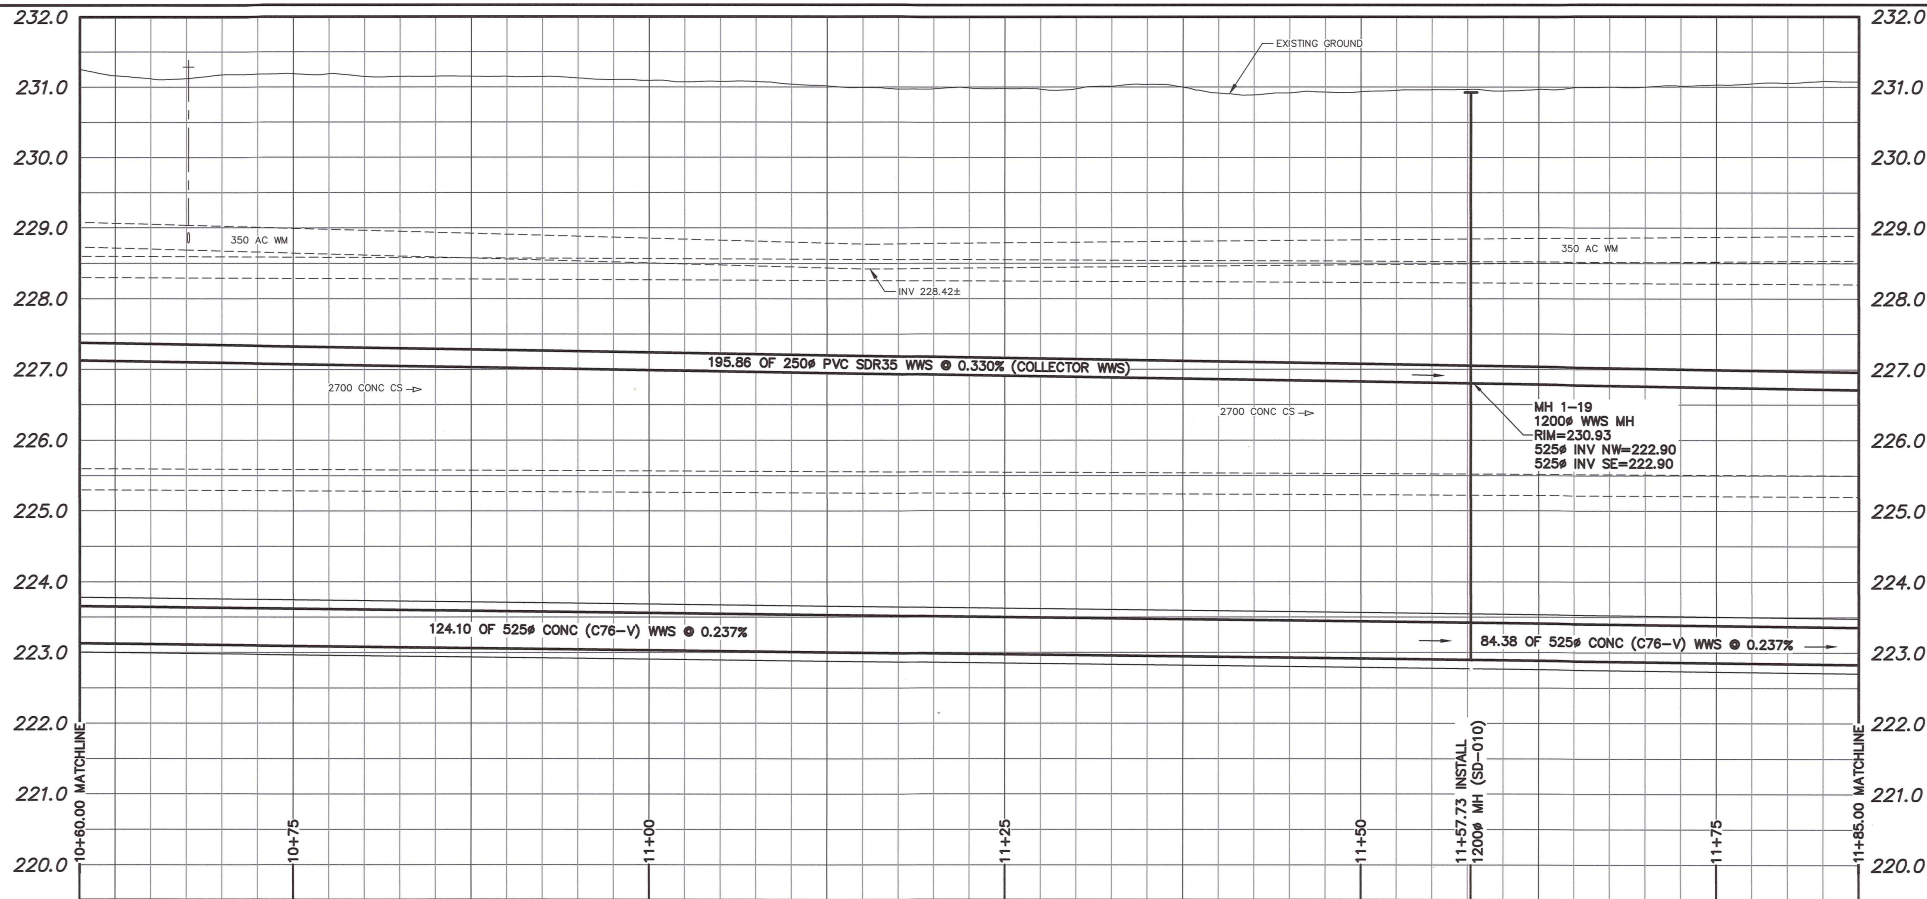 232.0
232.0
EXISTING GROUND
231.0
231.0
230.0
230.0
229.0
229.0
350 AC WM
350 AC WM
INV 228.42±
228.0
228.0
195.86 OF 250ø PVC SDR35 WWS @ 0.330% (COLLECTOR WWS)
227.0
227.0
2700 CONC CS
2700 CONC CS
MH 1-19
1200ø WWS MH
RIM=230.93
525ø INV NW=222.90
525ø INV SE=222.90
226.0
226.0
225.0
225.0
224.0
224.0
124.10 OF 525ø CONC (C76-V) WWS @ 0.237%
84.38 OF 525ø CONC (C76-V) WWS @ 0.237%
223.0
223.0
222.0
222.0
221.0
221.0
220.0
220.0
10+60.00 MATCHLINE
10+75
11+00
11+25
11+50
11+57.73 INSTALL
1200ø MH (SD-010)
11+75
11+85.00 MATCHLINE